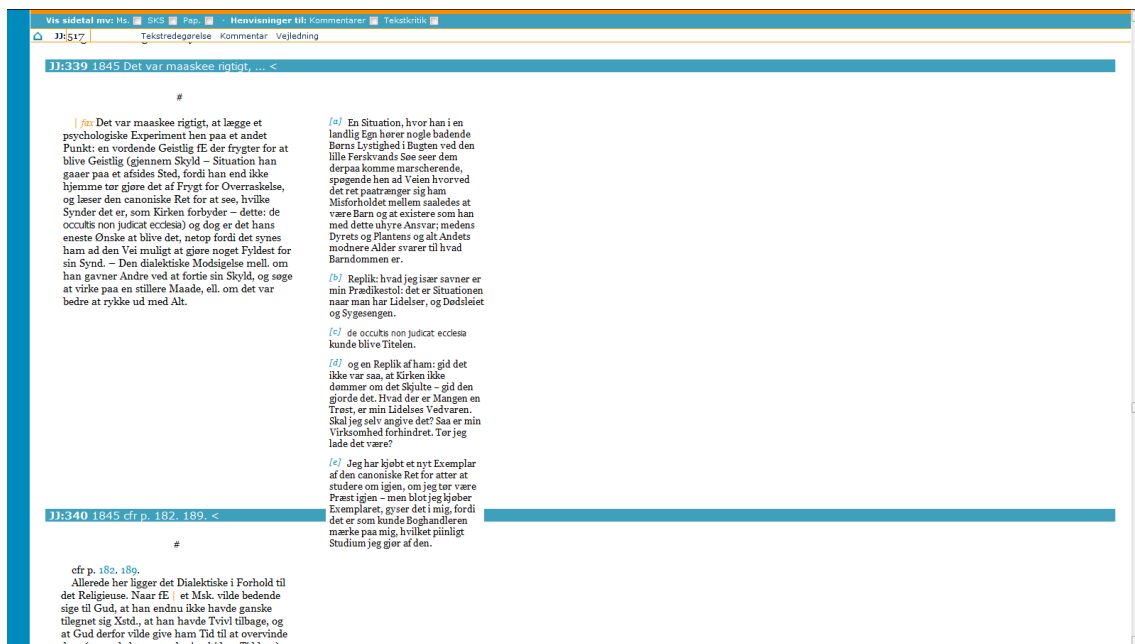 Vis sidetal mv: Ms. SKS Pap. · Henvisninger til: Kommentarer Tekstkritik
JJ: 517 Tekstredegørelse Kommentar Vejledning
JJ:339 1845 Det var maaskee rigtigt, ... <
#
| fax Det var maaskee rigtigt, at lægge et
psychologiske Experiment hen paa et andet
Punkt: en vordende Geistlig fE der frygter for at
blive Geistlig (gjennem Skyld – Situation han
gaaer paa et afsides Sted, fordi han end ikke
hjemme tør gjøre det af Frygt for Overraskelse,
og læser den canoniske Ret for at see, hvilke
Synder det er, som Kirken forbyder – dette: de
occultis non judicat ecclesia) og dog er det hans
eneste Ønske at blive det, netop fordi det synes
ham ad den Vei muligt at gjøre noget Fyldest for
sin Synd. – Den dialektiske Modsigelse mell. om
han gavner Andre ved at fortie sin Skyld, og søge
at virke paa en stillere Maade, ell. om det var
bedre at rykke ud med Alt.
[a] En Situation, hvor han i en
landlig Egn hører nogle badende
Børns Lystighed i Bugten ved den
lille Ferskvands Søe seer dem
derpaa komme marscherende,
spøgende hen ad Veien hvorved
det ret paatrænger sig ham
Misforholdet mellem saaledes at
være Barn og at existere som han
med dette uhyre Ansvar; medens
Dyrets og Plantens og alt Andets
modnere Alder svarer til hvad
Barndommen er.
[b] Replik: hvad jeg især savner er
min Prædikestol: det er Situationen
naar man har Lidelser, og Dødsleiet
og Sygesengen.
[c] de occultis non judicat ecclesia
kunde blive Titelen.
[d] og en Replik af ham: gid det
ikke var saa, at Kirken ikke
dømmer om det Skjulte – gid den
gjorde det. Hvad der er Mangen en
Trøst, er min Lidelses Vedvaren.
Skal jeg selv angive det? Saa er min
Virksomhed forhindret. Tør jeg
lade det være?
[e] Jeg har kjøbt et nyt Exemplar
af den canoniske Ret for atter at
studere om igjen, om jeg tør være
Præst igjen – men blot jeg kjøber
Exemplaret, gyser det i mig, fordi
det er som kunde Boghandleren
mærke paa mig, hvilket piinligt
Studium jeg gjør af den.
JJ:340 1845 cfr p. 182. 189. <
#
cfr p. 182. 189.
Allerede her ligger det Dialektiske i Forhold til
det Religieuse. Naar fE | et Msk. vilde bedende
sige til Gud, at han endnu ikke havde ganske
tilegnet sig Xstd., at han havde Tvivl tilbage, og
at Gud derfor vilde give ham Tid til at overvinde